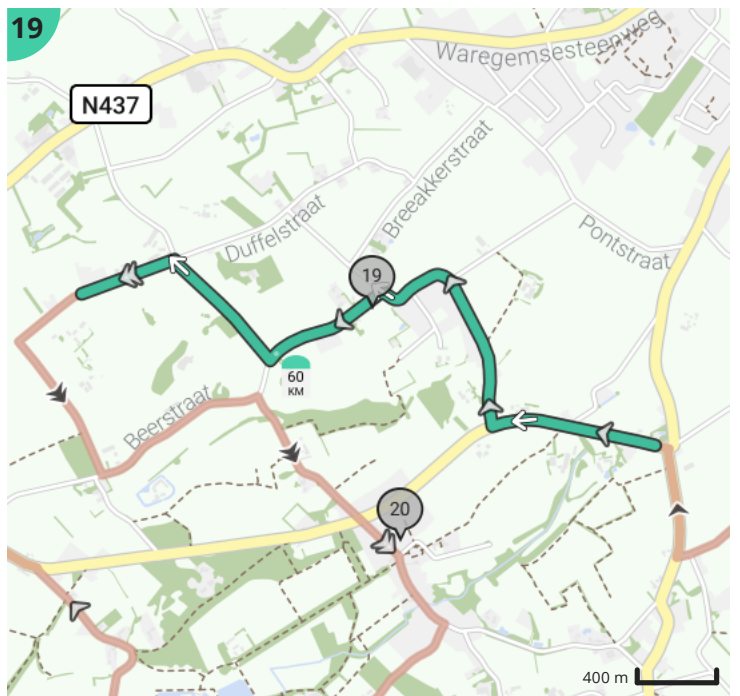 19
Waregemsesteenweg
N437
Breeakkerstraat
Duffelstraat
Pontstraat
19
60
KM
Beerstraat
20
400 m